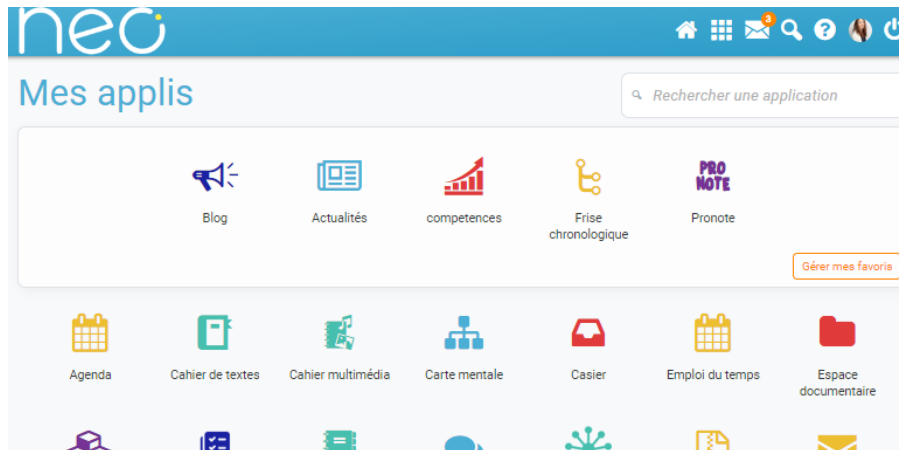 neo
3
Mes applis
Rechercher une application
Blog
Actualités
competences
Frise
chronologique
PRO
NOTE
Pronote
Gérer mes favoris
Agenda
Cahier de textes
Cahier multimédia
Carte mentale
Casier
Emploi du temps
Espace
documentaire